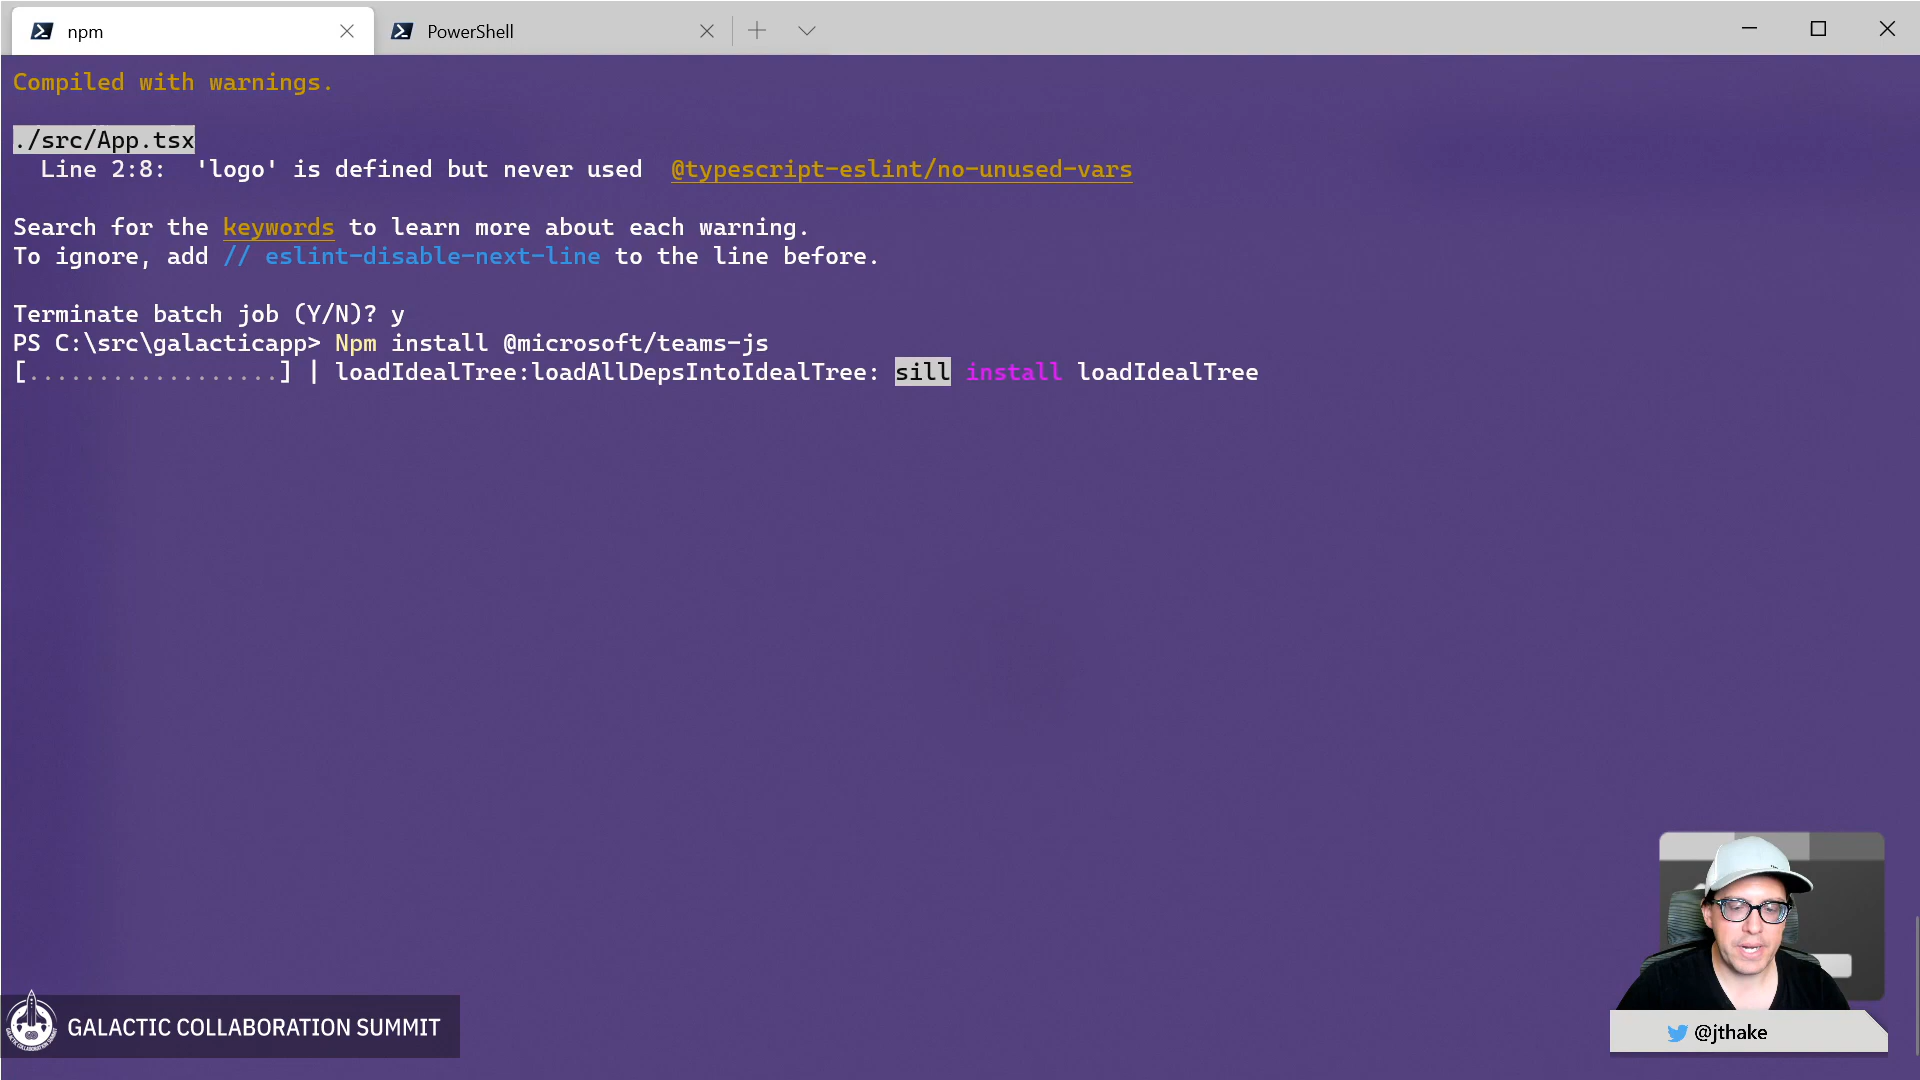 npm
PowerShell
Compiled with warnings.
./src/App.tsx
Line 2:8: 'logo' is defined but never used @typescript-eslint/no-unused-vars
Search for the keywords to learn more about each warning.
To ignore, add // eslint-disable-next-line to the line before.
Terminate batch job (Y/N)? y
PS C:\src\galacticapp> Npm install @microsoft/teams-js
[..................] | loadIdealTree:loadAllDepsIntoIdealTree: sill install loadIdealTree
GALACTIC COLLABORATION SUMMIT
@jthake